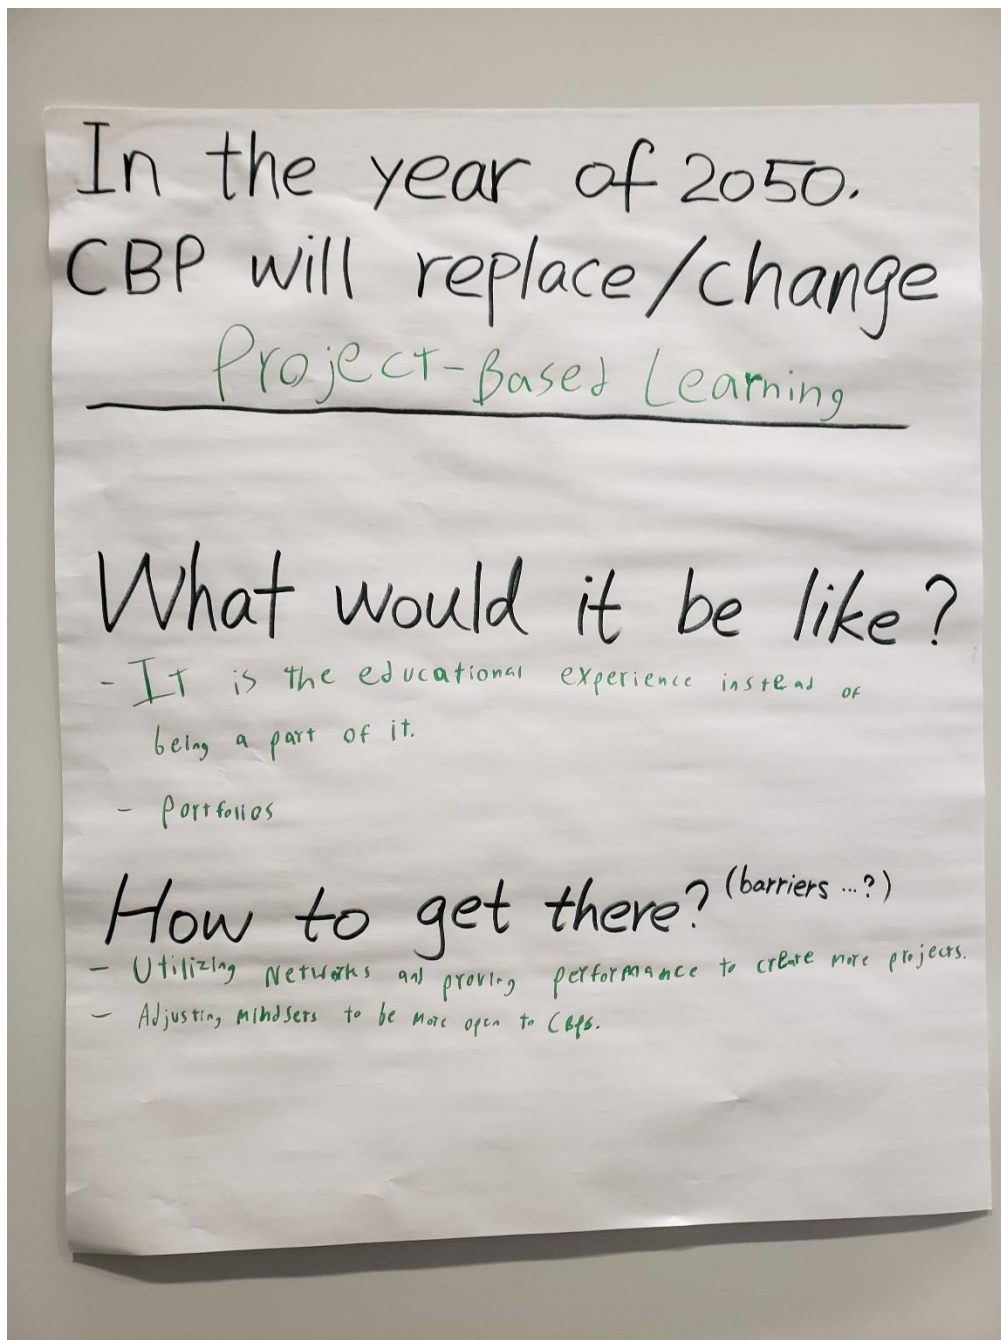 In the year of 2050.
CBP will replace/change
Project-Based Learning
What would it be like?
- It is the educational experience instead of
being a part of it.
- Portfolios
How to get there? (barriers ...?)
- Utilizing Networks and proving performance to create more projects.
- Adjusting mindsets to be more open to CBPs.